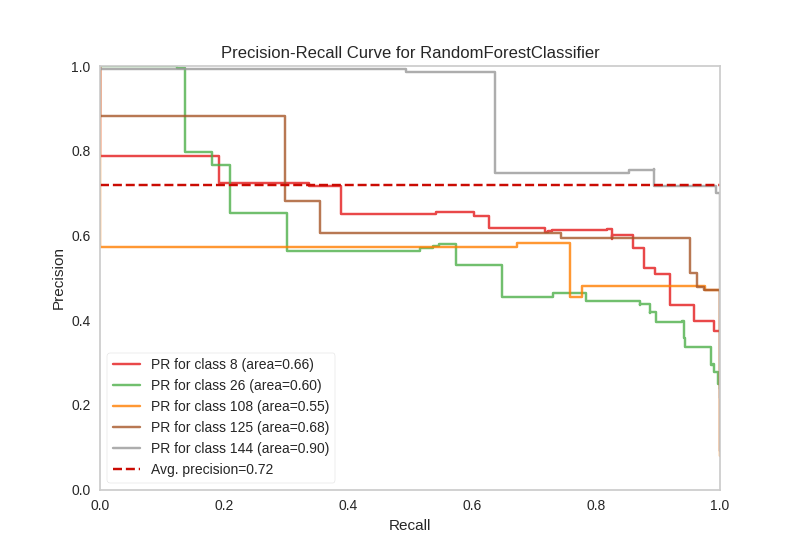 Precision-Recall Curve for RandomForestClassifier
1.0
0.8
0.6
0.4
0.2
0.0
Precision
PR for class 8 (area=0.66)
PR for class 26 (area=0.60)
PR for class 108 (area=0.55)
PR for class 125 (area=0.68)
PR for class 144 (area=0.90)
Avg. precision=0.72
0.0 0.2 0.4 0.6 0.8 1.0
Recall